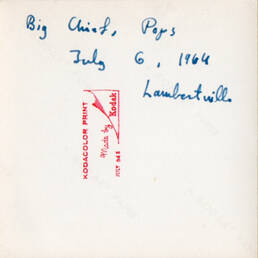 Big Chief, Pops
July 6, 1964
Lambertville
KODACOLOR PRINT
Made by Kodak